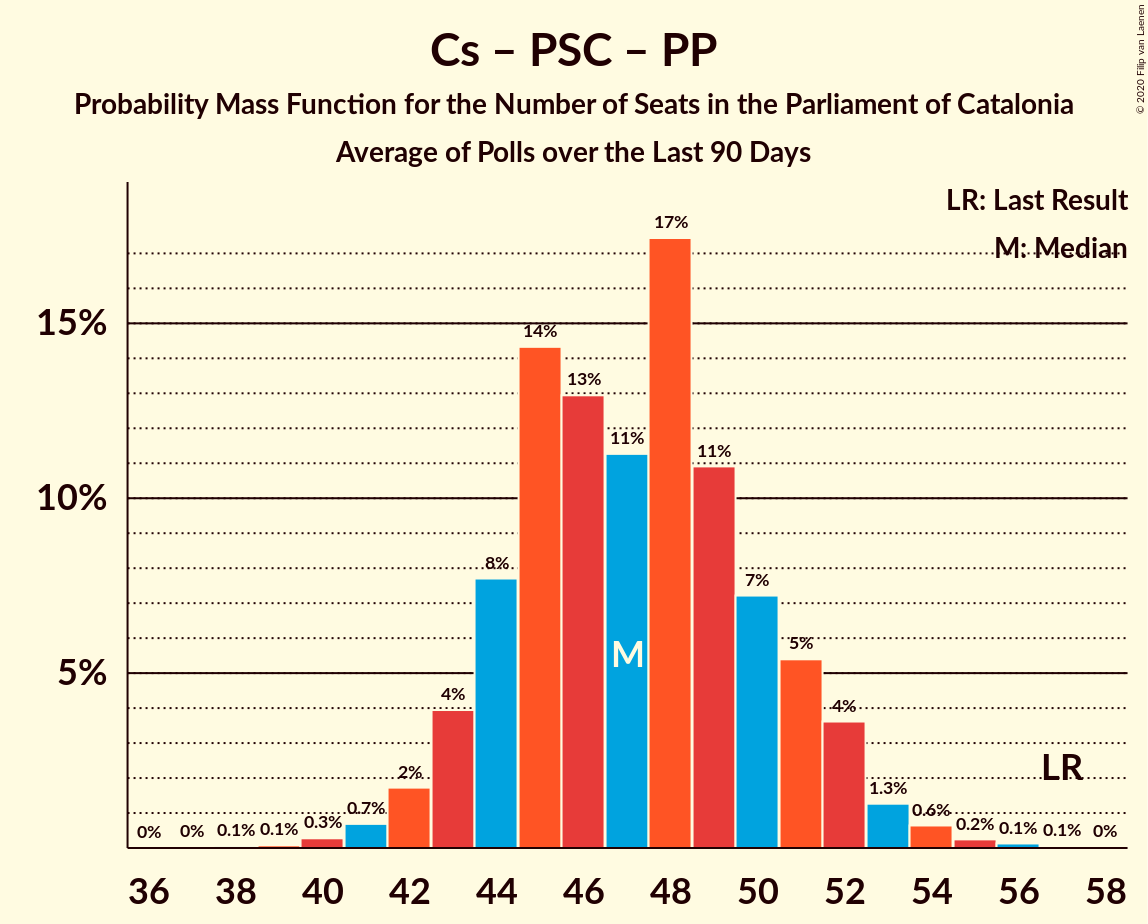 Cs – PSC – PP
Probability Mass Function for the Number of Seats in the Parliament of Catalonia
Average of Polls over the Last 90 Days
© 2020 Filip van Laenen
LR: Last Result
M: Median
15%
10%
5%
0% 0% 0.1% 0.1% 0.3% 0.7% 2% 4% 8% 14% 13% 11% 17% 11% 7% 5% 4% 1.3% 0.6% 0.2% 0.1% 0.1% 0%
M
LR
36 38 40 42 44 46 48 50 52 54 56 58